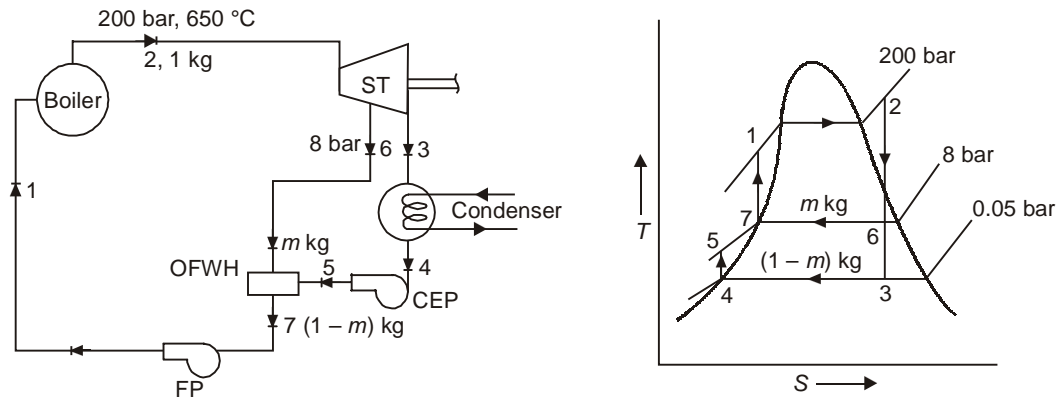 200 bar, 650 °C
2, 1 kg
Boiler
ST
8 bar
6
3
1
Condenser
m kg
OFWH
5
4
CEP
7 (1 – m) kg
FP
200 bar
2
1
8 bar
m kg
7
6
0.05 bar
T
5
(1 – m) kg
4
3
S